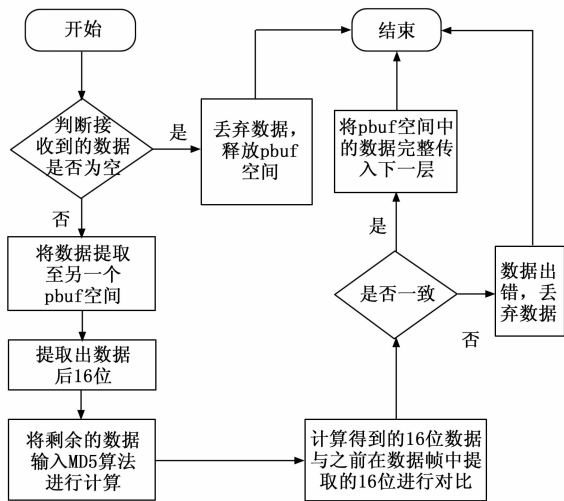 开始
判断接
收到的数据
是否为空
是
丢弃数据，
释放pbuf
空间
否
将数据提取
至另一个
pbuf空间
提取出数据
后16位
将剩余的数据
输入MD5算法
进行计算
计算得到的16位数据
与之前在数据帧中提
取的16位进行对比
是否一致
是
将pbuf空间中
的数据完整传
入下一层
否
数据出
错，丢
弃数据
结束